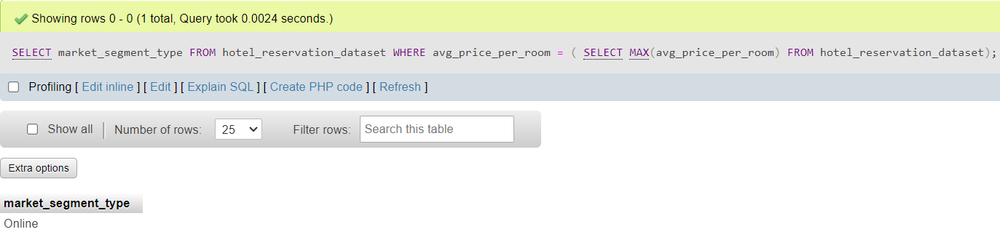 Showing rows 0 - 0 (1 total, Query took 0.0024 seconds.)
SELECT market_segment_type FROM hotel_reservation_dataset WHERE avg_price_per_room = ( SELECT MAX(avg_price_per_room) FROM hotel_reservation_dataset);
Profiling [ Edit inline ] [ Edit ] [ Explain SQL ] [ Create PHP code ] [ Refresh ]
Show all Number of rows: 25 Filter rows: Search this table
Extra options
market_segment_type
Online